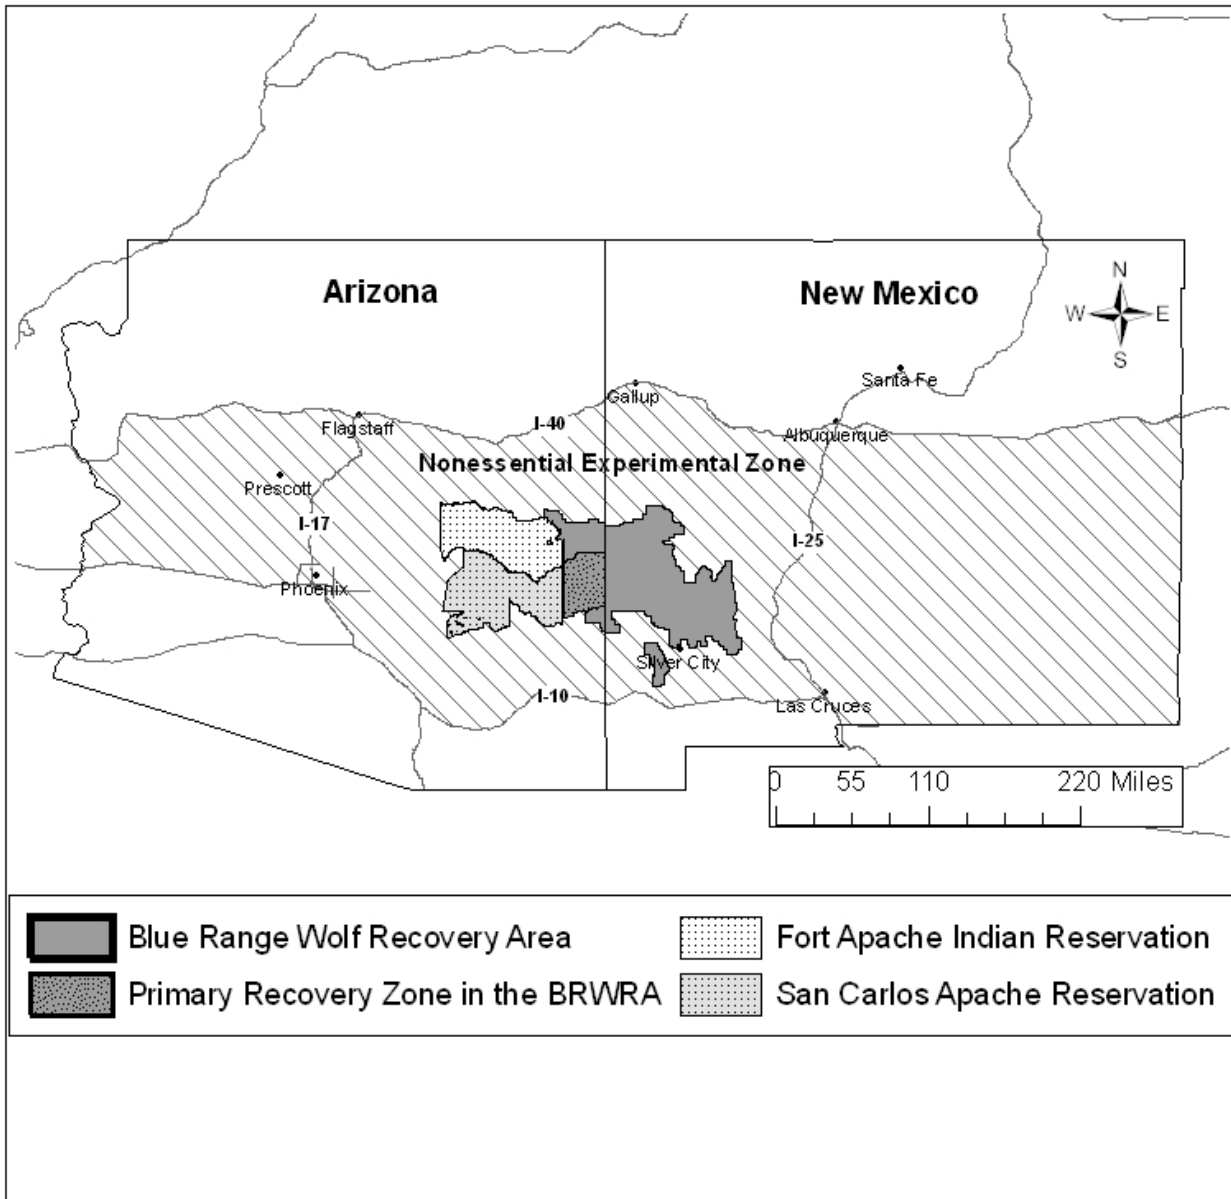 Arizona
New Mexico
N
W E
S
Santa Fe
Gallup
Flagstaff
I-40
Albuquerque
Nonessential Experimental Zone
Prescott
I-17
I-25
Phoenix
Silver City
I-10
Las Cruces
0 55 110 220 Miles
Blue Range Wolf Recovery Area
Fort Apache Indian Reservation
Primary Recovery Zone in the BRWRA
San Carlos Apache Reservation